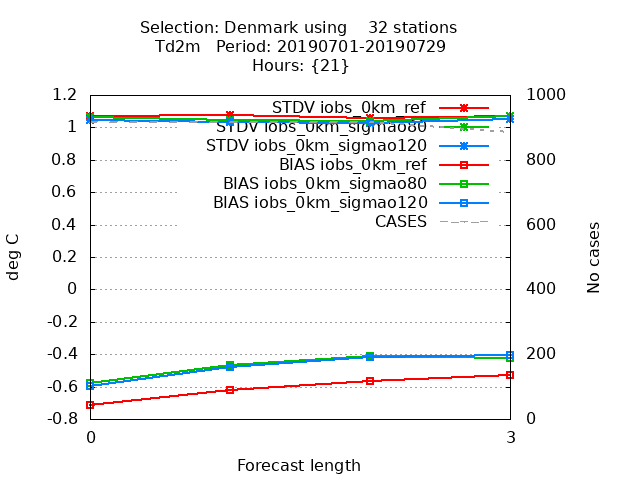 Selection: Denmark using    32 stations
Td2m   Period: 20190701-20190729
Hours: {21}
1.2
1
0.8
0.6
0.4
0.2
0
-0.2
-0.4
-0.6
-0.8
deg C
1000
800
600
400
200
0
No cases
STDV iobs_0km_ref
STDV iobs_0km_sigmao80
STDV iobs_0km_sigmao120
BIAS iobs_0km_ref
BIAS iobs_0km_sigmao80
BIAS iobs_0km_sigmao120
CASES
0 3
Forecast length